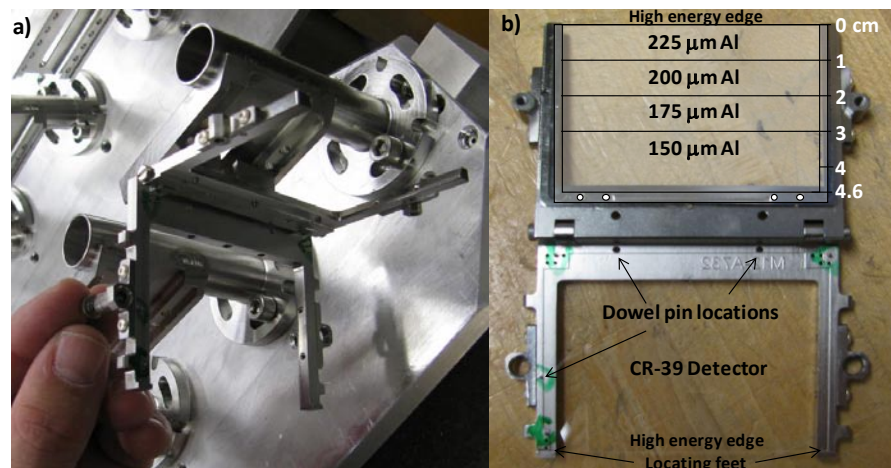 a)
b)
High energy edge
0 cm
225 μm Al
1
200 μm Al
2
175 μm Al
3
150 μm Al
4
4.6
Dowel pin locations
CR-39 Detector
High energy edge
Locating feet